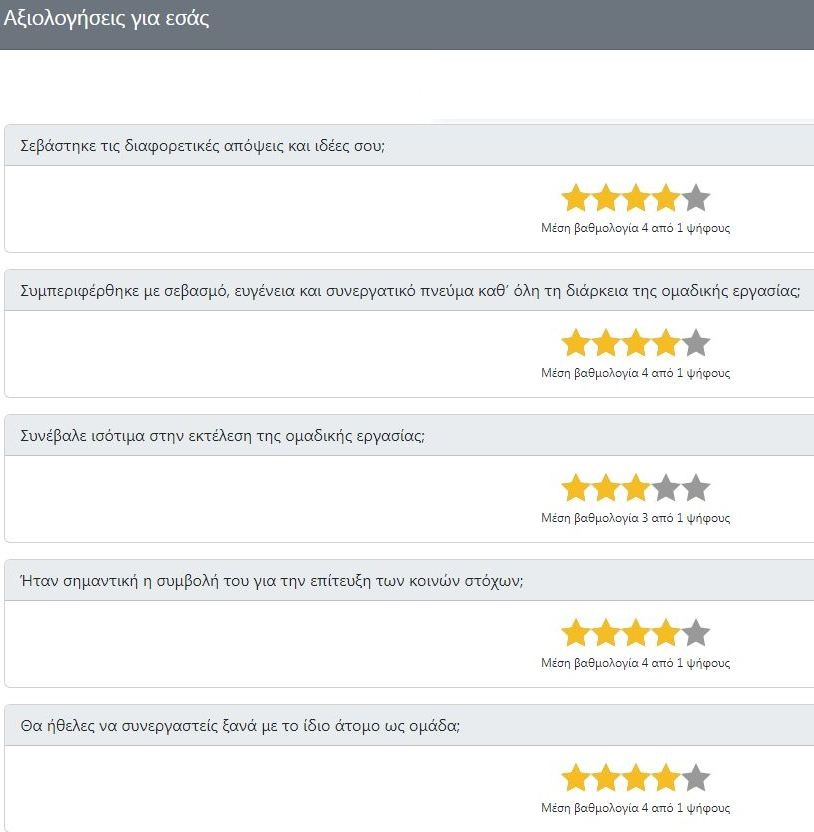 Αξιολογήσεις για εσάς
Σεβάστηκε τις διαφορετικές απόψεις και ιδέες σου;
Μέση βαθμολογία 4 από 1 ψήφους
Συμπεριφέρθηκε με σεβασμό, ευγένεια και συνεργατικό πνεύμα καθ’ όλη τη διάρκεια της ομαδικής εργασίας;
Μέση βαθμολογία 4 από 1 ψήφους
Συνέβαλε ισότιμα στην εκτέλεση της ομαδικής εργασίας;
Μέση βαθμολογία 3 από 1 ψήφους
Ήταν σημαντική η συμβολή του για την επίτευξη των κοινών στόχων;
Μέση βαθμολογία 4 από 1 ψήφους
Θα ήθελες να συνεργαστείς ξανά με το ίδιο άτομο ως ομάδα;
Μέση βαθμολογία 4 από 1 ψήφους